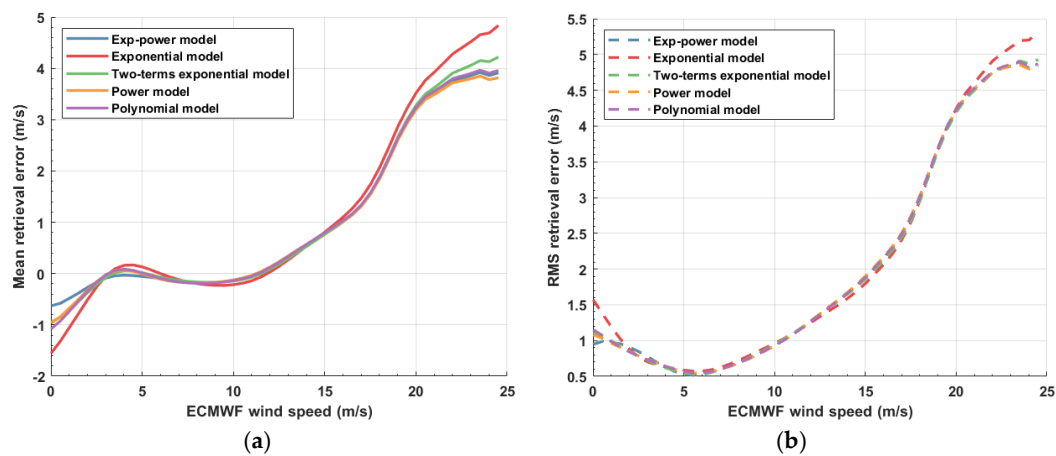 5
4
3
2
1
0
-1
-2
Mean retrieval error (m/s)
Exp-power model
Exponential model
Two-terms exponential model
Power model
Polynomial model
0 5 10 15 20 25
ECMWF wind speed (m/s)
(a)
5.5
5
4.5
4
3.5
3
2.5
2
1.5
1
0.5
RMS retrieval error (m/s)
Exp-power model
Exponential model
Two-terms exponential model
Power model
Polynomial model
0 5 10 15 20 25
ECMWF wind speed (m/s)
(b)